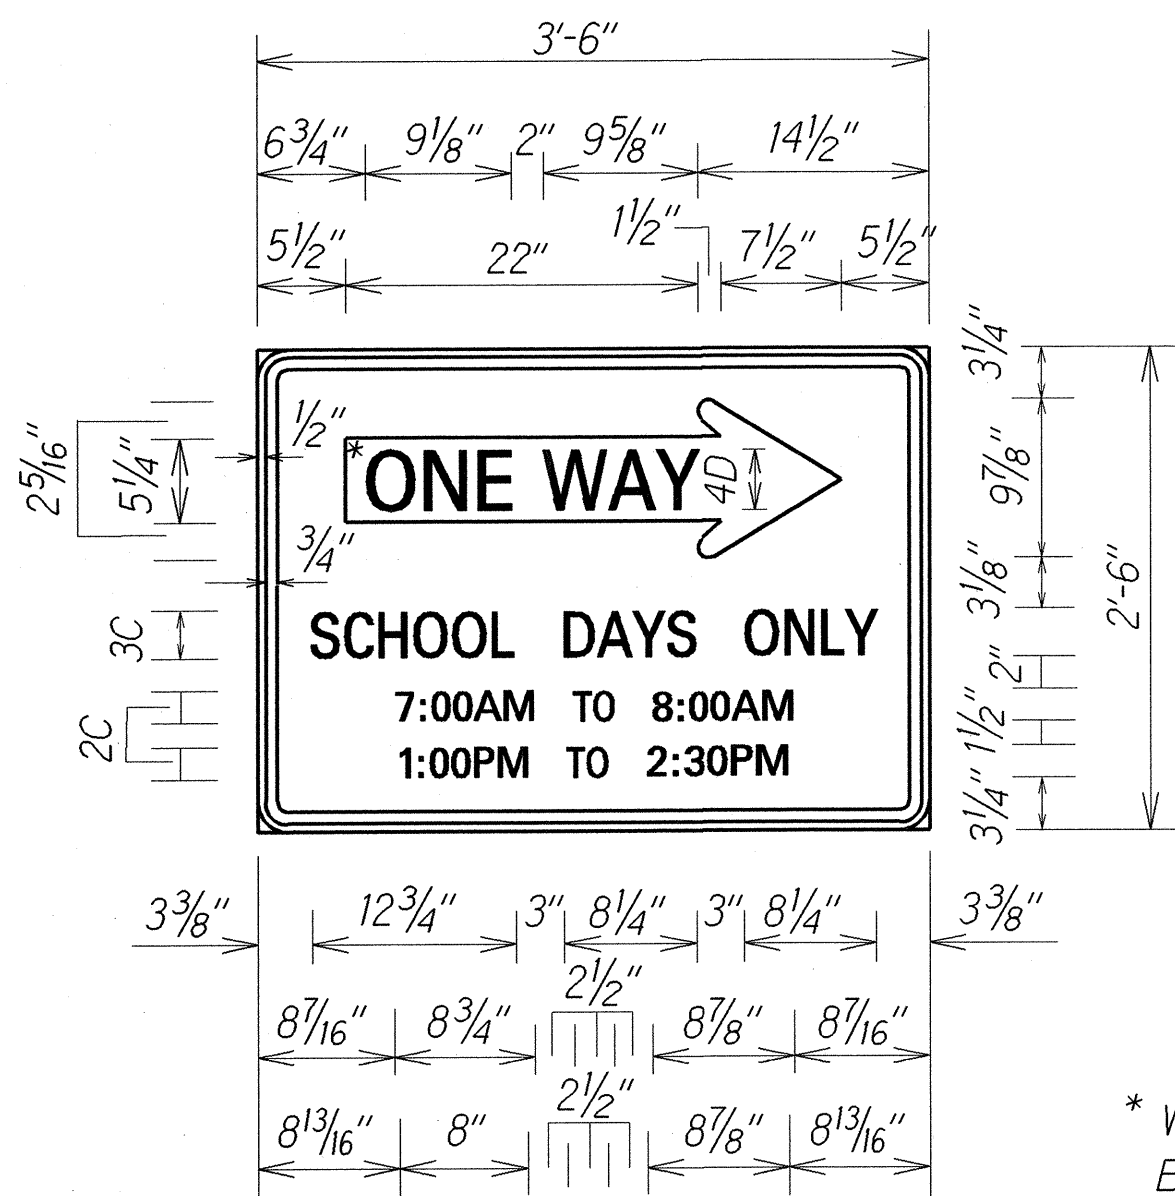 3'-6"
6 3/4" 9 1/8" 2" 9 5/8" 14 1/2"
1 1/2"
5 1/2" 22" 7 1/2" 5 1/2"
3 1/4"
1/2"
2 5/16" 5 1/4" *ONE WAY 4D 9 7/8"
3/4"
3 1/8" 2'-6"
3C SCHOOL DAYS ONLY 2"
2C 7:00AM TO 8:00AM 1 1/2"
1:00PM TO 2:30PM 3 1/4"
3 3/8" 12 3/4" 3" 8 1/4" 3" 8 1/4" 3 3/8"
2 1/2"
8 7/16" 8 3/4" 8 7/8" 8 7/16"
2 1/2"
8 13/16" 8" 8 7/8" 8 13/16"
*